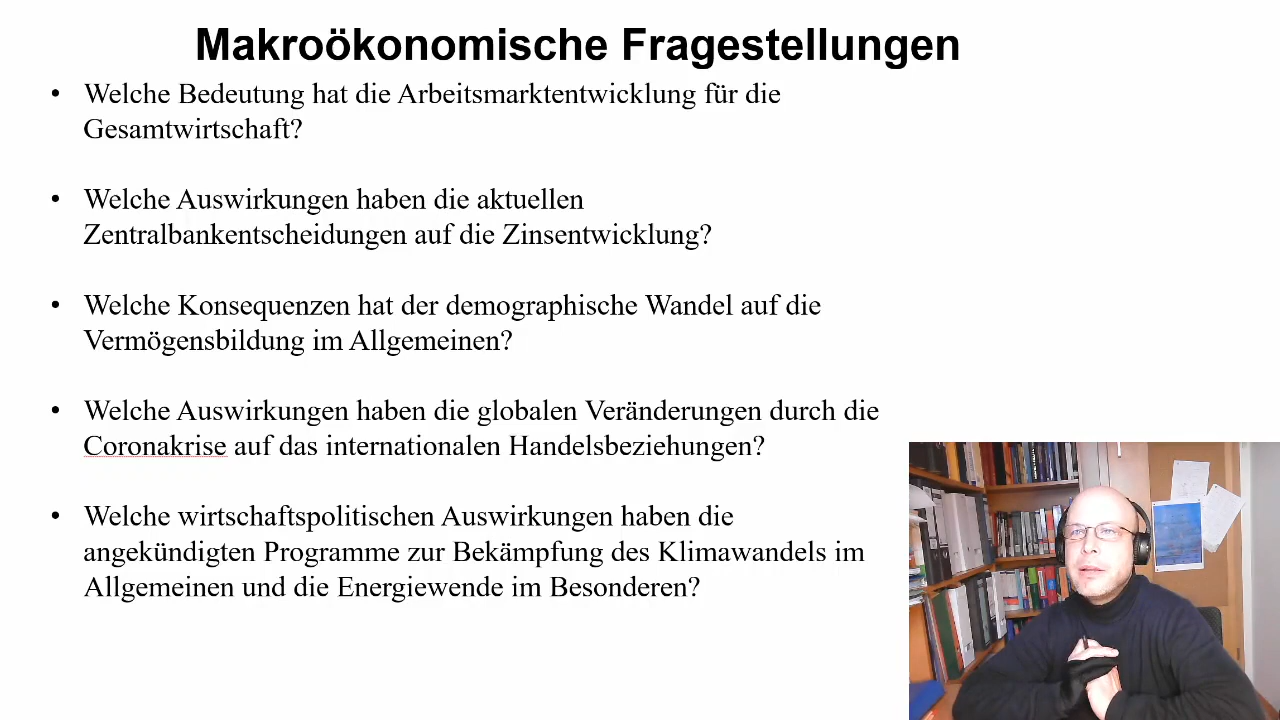 Makroökonomische Fragestellungen
• Welche Bedeutung hat die Arbeitsmarktentwicklung für die
Gesamtwirtschaft?
• Welche Auswirkungen haben die aktuellen
Zentralbankentscheidungen auf die Zinsentwicklung?
• Welche Konsequenzen hat der demographische Wandel auf die
Vermögensbildung im Allgemeinen?
• Welche Auswirkungen haben die globalen Veränderungen durch die
Coronakrise auf das internationalen Handelsbeziehungen?
• Welche wirtschaftspolitischen Auswirkungen haben die
angekündigten Programme zur Bekämpfung des Klimawandels im
Allgemeinen und die Energiewende im Besonderen?